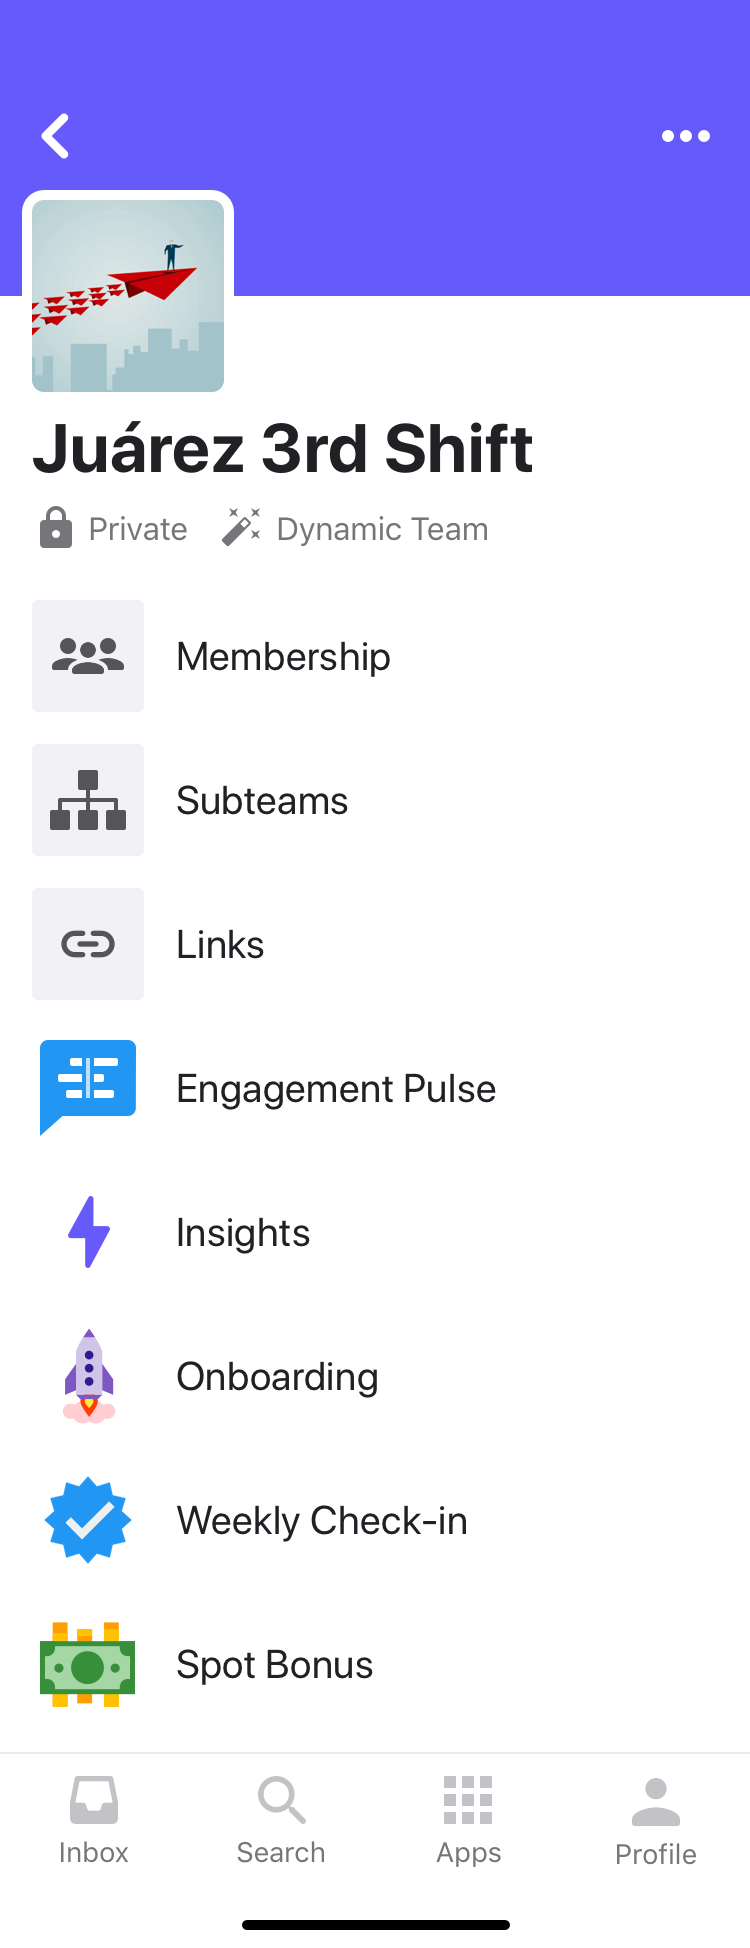 Juárez 3rd Shift
Private Dynamic Team
Membership
Subteams
Links
Engagement Pulse
Insights
Onboarding
Weekly Check-in
Spot Bonus
Inbox Search Apps Profile